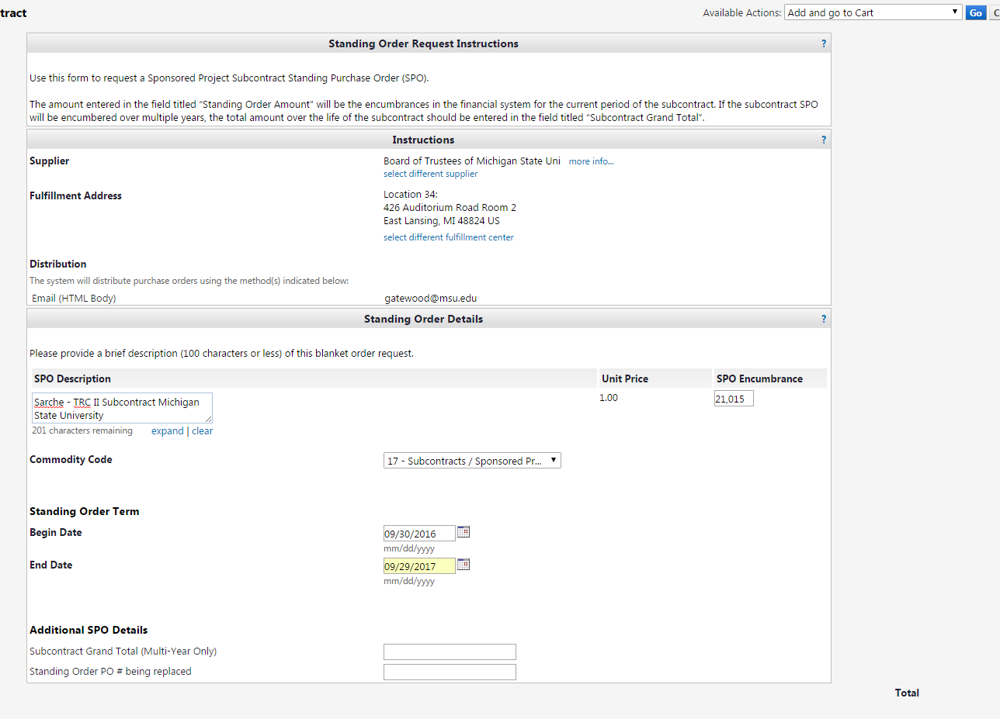 tract
Available Actions: Add and go to Cart Go
Standing Order Request Instructions ?
Use this form to request a Sponsored Project Subcontract Standing Purchase Order (SPO).
The amount entered in the field titled “Standing Order Amount” will be the encumbrances in the financial system for the current period of the subcontract. If the subcontract SPO
will be encumbered over multiple years, the total amount over the life of the subcontract should be entered in the field titled “Subcontract Grand Total”.
Instructions ?
Supplier
Board of Trustees of Michigan State Uni more info...
select different supplier
Fulfillment Address
Location 34:
426 Auditorium Road Room 2
East Lansing, MI 48824 US
select different fulfillment center
Distribution
The system will distribute purchase orders using the method(s) indicated below:
Email (HTML Body) gatewood@msu.edu
Standing Order Details ?
Please provide a brief description (100 characters or less) of this blanket order request.
SPO Description Unit Price SPO Encumbrance
Sarche - TRC II Subcontract Michigan
State University
1.00 21,015
201 characters remaining expand | clear
Commodity Code 17 - Subcontracts / Sponsored Pr...
Standing Order Term
Begin Date 09/30/2016
mm/dd/yyyy
End Date 09/29/2017
mm/dd/yyyy
Additional SPO Details
Subcontract Grand Total (Multi-Year Only)
Standing Order PO # being replaced
Total